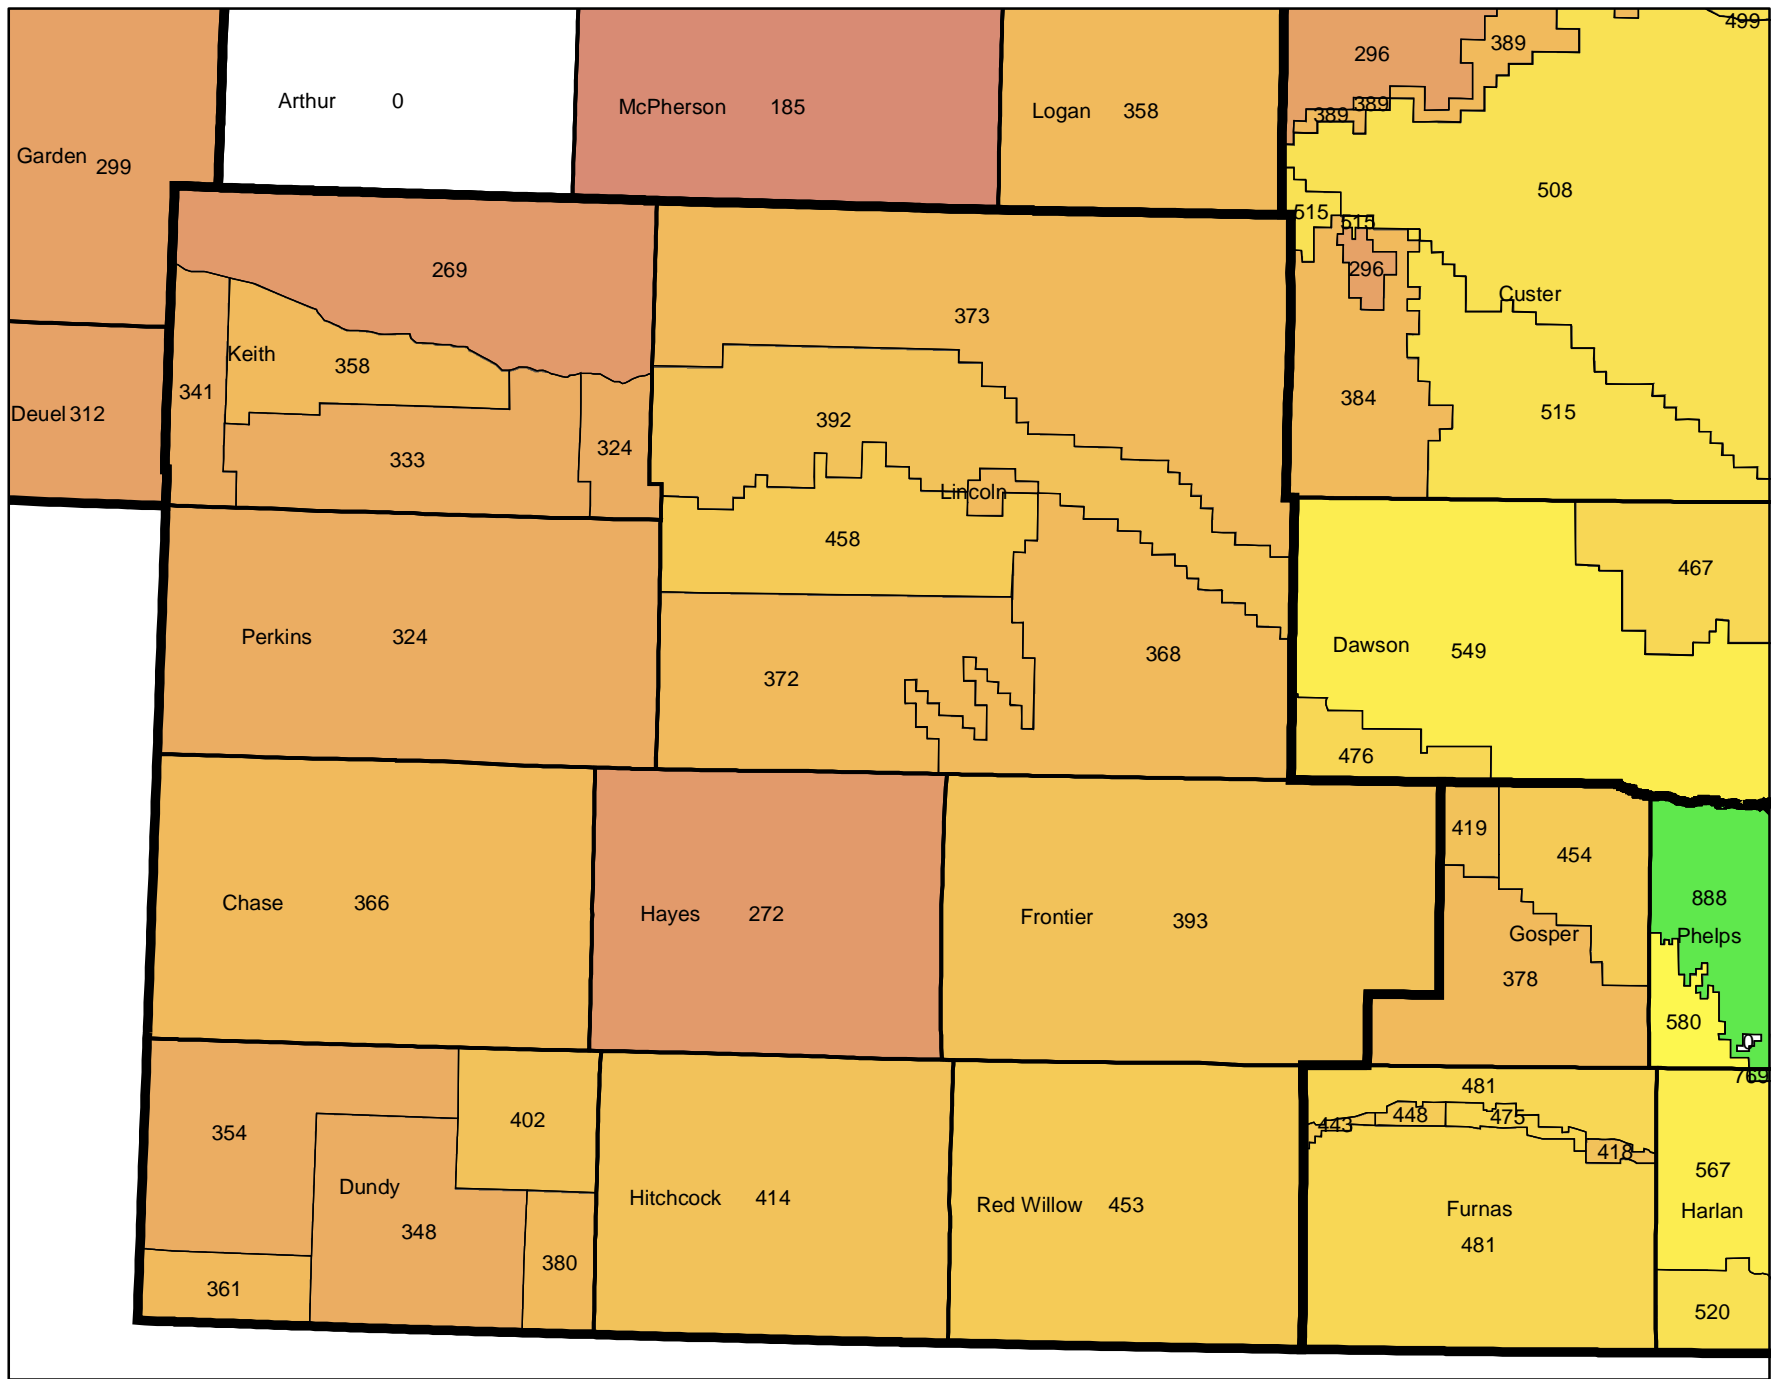 499
389
296
Arthur 0
McPherson 185
Logan 358
389
389
Garden 299
508
515
515
269
296
Custer
373
Keith
358
341
384
Deuel 312
515
392
324
333
Lincoln
458
467
Perkins 324
Dawson 549
368
372
476
419
454
888
Chase 366
Hayes 272
Frontier 393
Gosper
Phelps
378
580
0
769
481
448
475
443
402
354
418
567
Dundy
Hitchcock 414
Red Willow 453
Furnas
Harlan
348
481
380
361
520